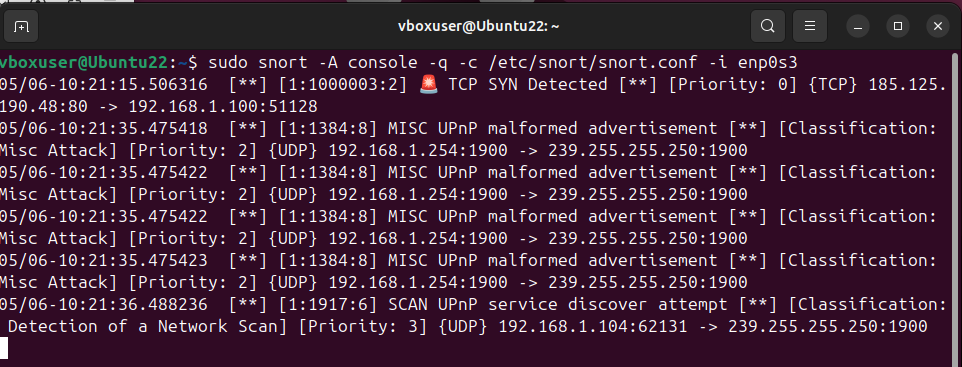 vboxuser@Ubuntu22: ~
vboxuser@Ubuntu22:~$ sudo snort -A console -q -c /etc/snort/snort.conf -i enp0s3
05/06-10:21:15.506316  [**] [1:1000003:2] 🚨 TCP SYN Detected [**] [Priority: 0] {TCP} 185.125.
190.48:80 -> 192.168.1.100:51128
05/06-10:21:35.475418  [**] [1:1384:8] MISC UPnP malformed advertisement [**] [Classification:
Misc Attack] [Priority: 2] {UDP} 192.168.1.254:1900 -> 239.255.255.250:1900
05/06-10:21:35.475422  [**] [1:1384:8] MISC UPnP malformed advertisement [**] [Classification:
Misc Attack] [Priority: 2] {UDP} 192.168.1.254:1900 -> 239.255.255.250:1900
05/06-10:21:35.475422  [**] [1:1384:8] MISC UPnP malformed advertisement [**] [Classification:
Misc Attack] [Priority: 2] {UDP} 192.168.1.254:1900 -> 239.255.255.250:1900
05/06-10:21:35.475423  [**] [1:1384:8] MISC UPnP malformed advertisement [**] [Classification:
Misc Attack] [Priority: 2] {UDP} 192.168.1.254:1900 -> 239.255.255.250:1900
05/06-10:21:36.488236  [**] [1:1917:6] SCAN UPnP service discover attempt [**] [Classification:
 Detection of a Network Scan] [Priority: 3] {UDP} 192.168.1.104:62131 -> 239.255.255.250:1900